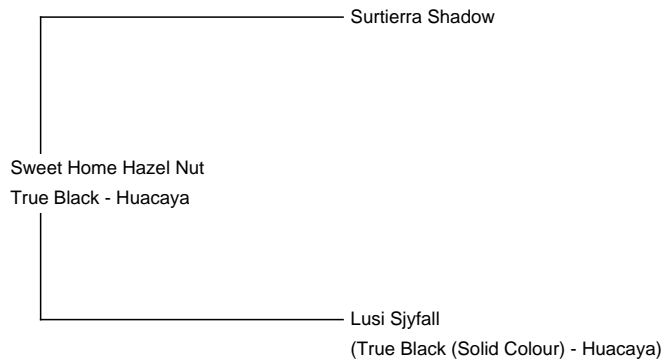 Surtierra Shadow
Sweet Home Hazel Nut
True Black - Huacaya
Lusi Sjyfall
(True Black (Solid Colour) - Huacaya)